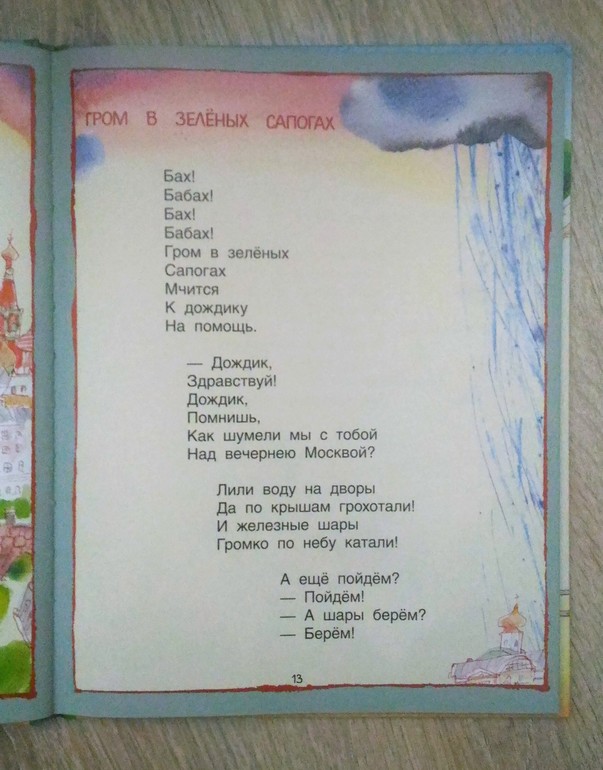 ГРОМ В ЗЕЛЁНЫХ САПОГАХ
Бах!
Бабах!
Бах!
Бабах!
Гром в зелёных
Сапогах
Мчится
К дождику
На помощь.
— Дождик,
Здравствуй!
Дождик,
Помнишь,
Как шумели мы с тобой
Над вечернею Москвой?
Лили воду на дворы
Да по крышам грохотали!
И железные шары
Громко по небу катали!
А ещё пойдём?
— Пойдём!
— А шары берём?
— Берём!
13